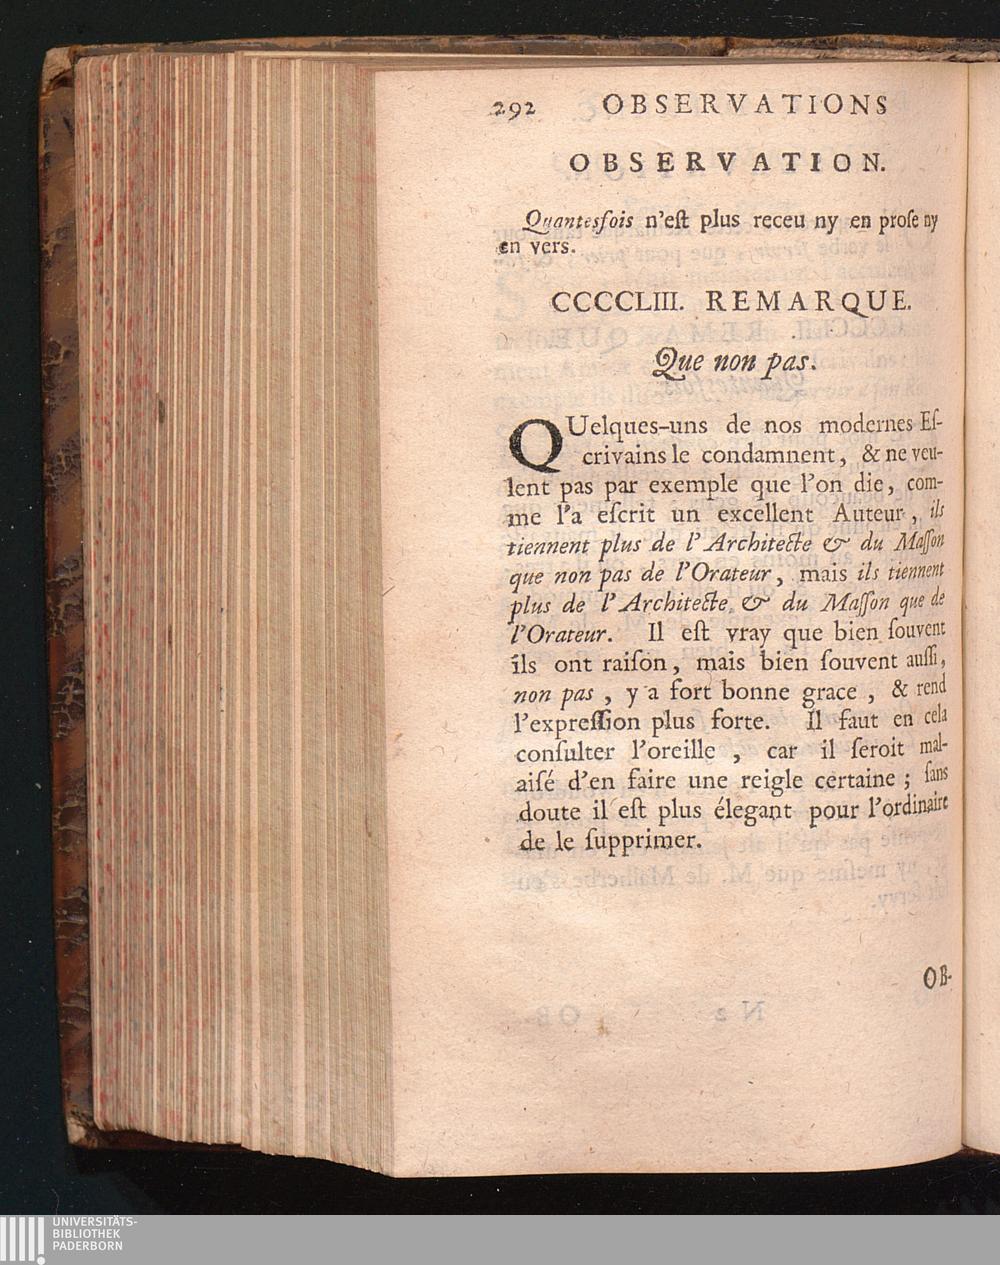 292 OBSERVATIONS
OBSERVATION.
Quantesfois n'eſt plus receu ny en proſe ny
en vers.
CCCCLIII. REMARQUE.
Que non pas.
QUelques-uns de nos modernes Eſ-
crivains le condamnent, & ne veu-
lent pas par exemple que l'on die, com-
me l'a eſcrit un excellent Auteur, ils
tiennent plus de l'Architecte & du Maſſon
que non pas de l'Orateur, mais ils tiennent
plus de l'Architecte, & du Maſſon que de
l'Orateur. Il eſt vray que bien ſouvent
ils ont raiſon, mais bien ſouvent auſſi,
non pas, y a fort bonne grace, & rend
l'expreſſion plus forte. Il faut en cela
conſulter l'oreille, car il ſeroit mal-
aiſé d'en faire une reigle certaine; ſans
doute il eſt plus élegant pour l'ordinaire
de le ſupprimer.
OB-
UNIVERSITÄTS-
BIBLIOTHEK
PADERBORN